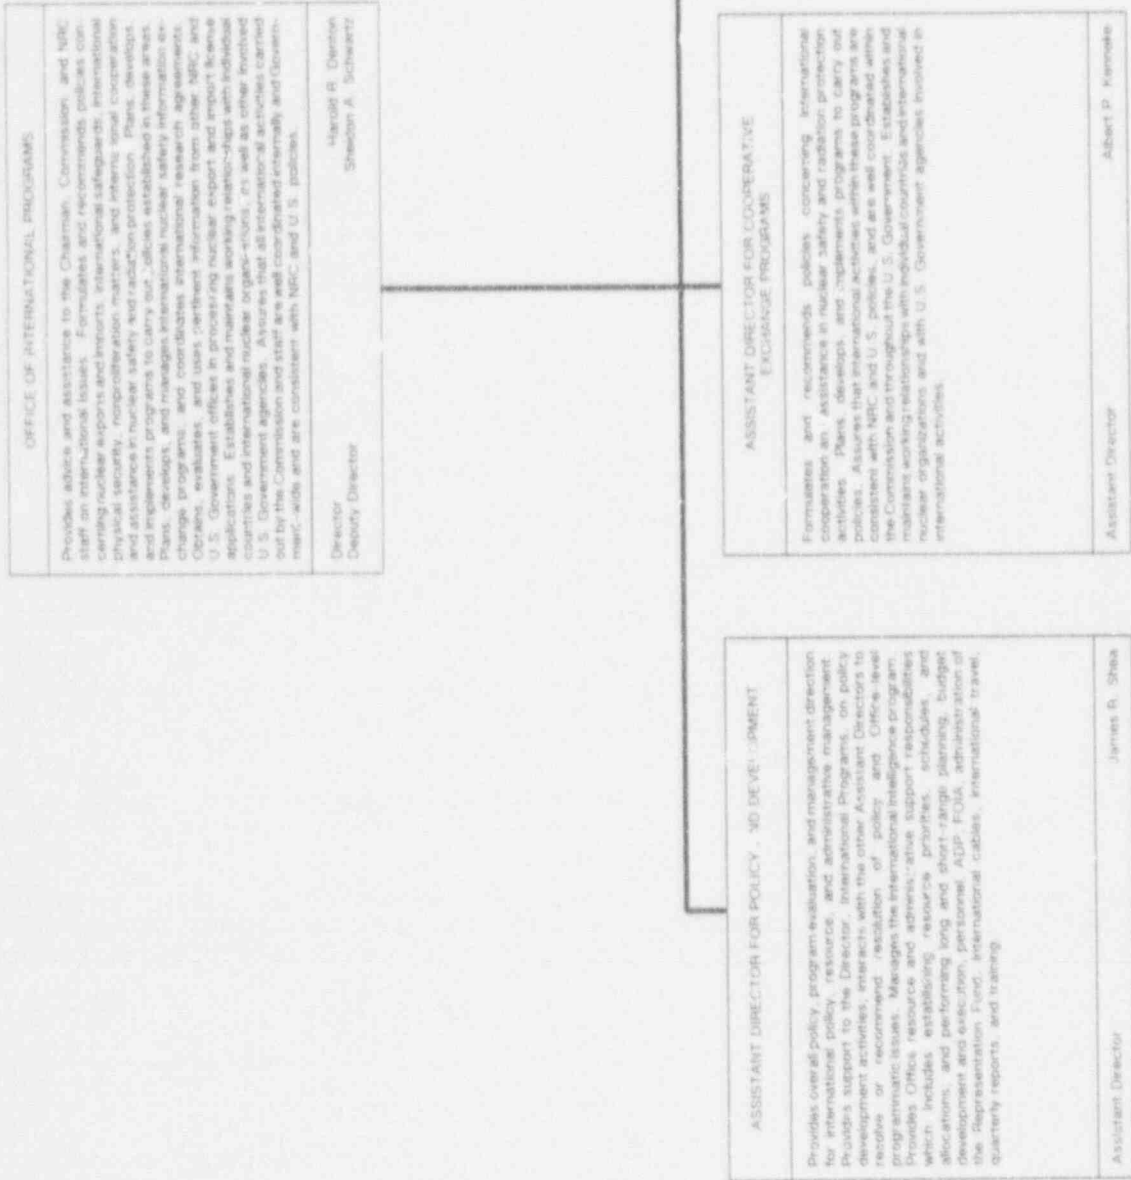 OFFICE OF INTERNATIONAL PROGRAMS
Provides advice and assistance to the Chairman, Commission, and NRC
staff on international issues. Formulates and recommends policies con-
cerning nuclear exports and imports, international safeguards, international
physical security, nonproliferation matters, and international cooperation
and assistance in nuclear safety and radiation protection. Plans, develops,
and implements programs to carry out policies established in these areas.
Plans, develops, and manages international nuclear safety information ex-
change programs, and coordinates international research agreements.
Obtains, evaluates, and uses pertinent information from other NRC and
U.S. Government offices in processing nuclear export and import license
applications. Establishes and maintains working relationships with individual
countries and international nuclear organizations, as well as other involved
U.S. Government agencies. Assures that all international activities carried
out by the Commission and staff are well coordinated internally and Govern-
ment-wide and are consistent with NRC and U.S. policies.
Director Harold R. Denton
Deputy Director Sheldon A. Schwartz
ASSISTANT DIRECTOR FOR POLICY ND DEVEL PMENT
Provides overall policy, program evaluation, and management direction
for international policy, resource, and administrative management.
Provides support to the Director, International Programs, on policy
development activities, interacts with the other Assistant Directors to
resolve or recommend resolution of policy and Office level
programmatic issues. Manages the International Intelligence program.
Provides Office resource and administrative support responsibilities
which includes establishing resource priorities, schedules, and
allocations, and performing long and short-range planning, budget
development and execution, personnel, ADP, FOIA, administration of
the Representation Fund, international cables, international travel,
quarterly reports, and training.
Assistant Director James R. Shea
ASSISTANT DIRECTOR FOR COOPERATIVE
EXCHANGE PROGRAMS
Formulates and recommends policies concerning international
cooperation an assistance in nuclear safety and radiation protection
activities. Plans, develops, and implements programs to carry out
policies. Assures that international activities within these programs are
consistent with NRC and U.S. policies, and are well coordinated within
the Commission and throughout the U.S. Government. Establishes and
maintains working relationships with individual countries and international
nuclear organizations and with U.S. Government agencies involved in
international activities.
Assistant Director Albert P. Kenneke